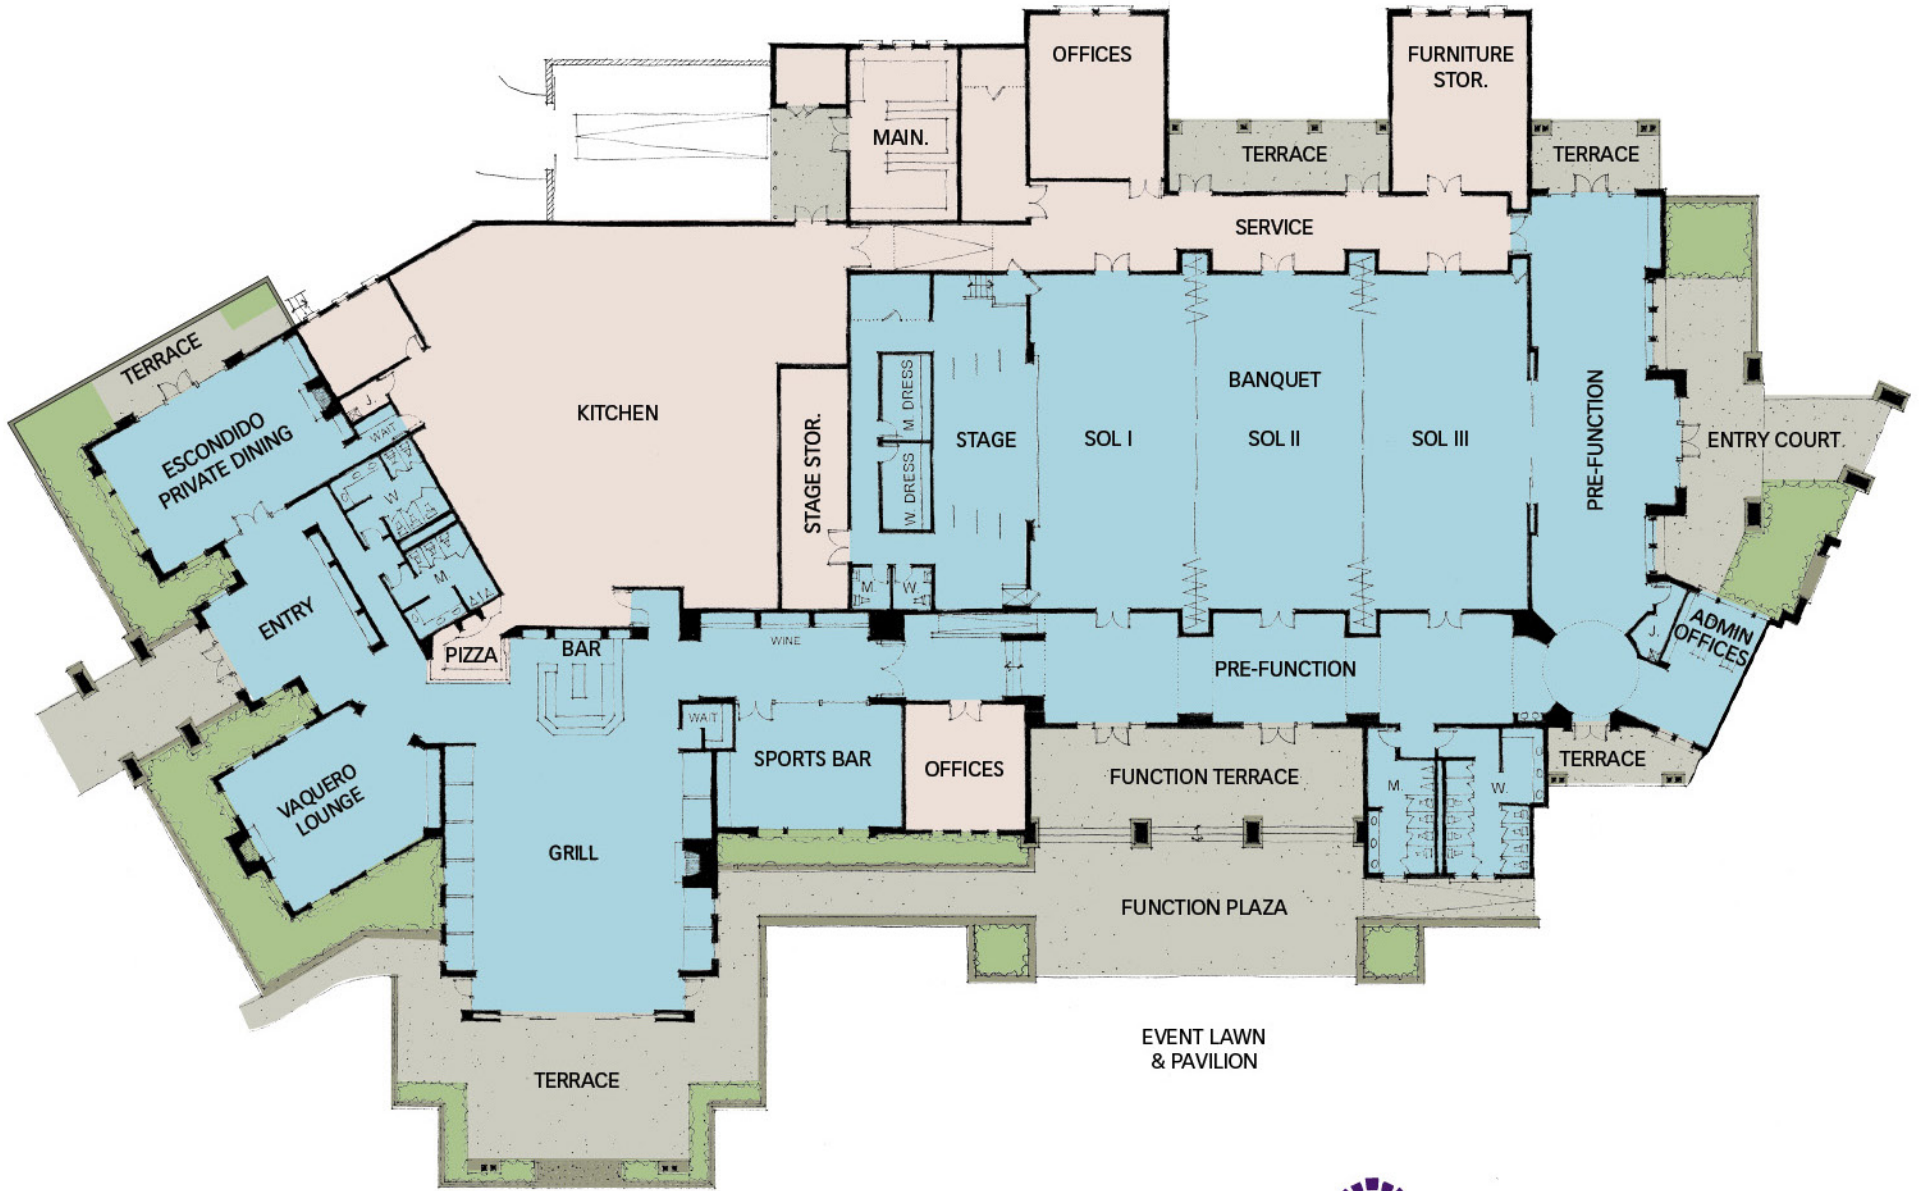 OFFICES
FURNITURE
STOR.
MAIN.
TERRACE
TERRACE
SERVICE
TERRACE
KITCHEN
BANQUET
M. DRESS
J.
WAIT
ESCONDIDO
PRIVATE DINING
STAGE STOR.
W. DRESS
STAGE
SOL I
SOL II
SOL III
PRE-FUNCTION
ENTRY COURT
W.
M.
M.
W.
ENTRY
PIZZA
BAR
WINE
PRE-FUNCTION
J.
ADMIN
OFFICES
WAIT
SPORTS BAR
OFFICES
FUNCTION TERRACE
TERRACE
M.
W.
VAQUERO
LOUNGE
GRILL
FUNCTION PLAZA
EVENT LAWN
& PAVILION
TERRACE